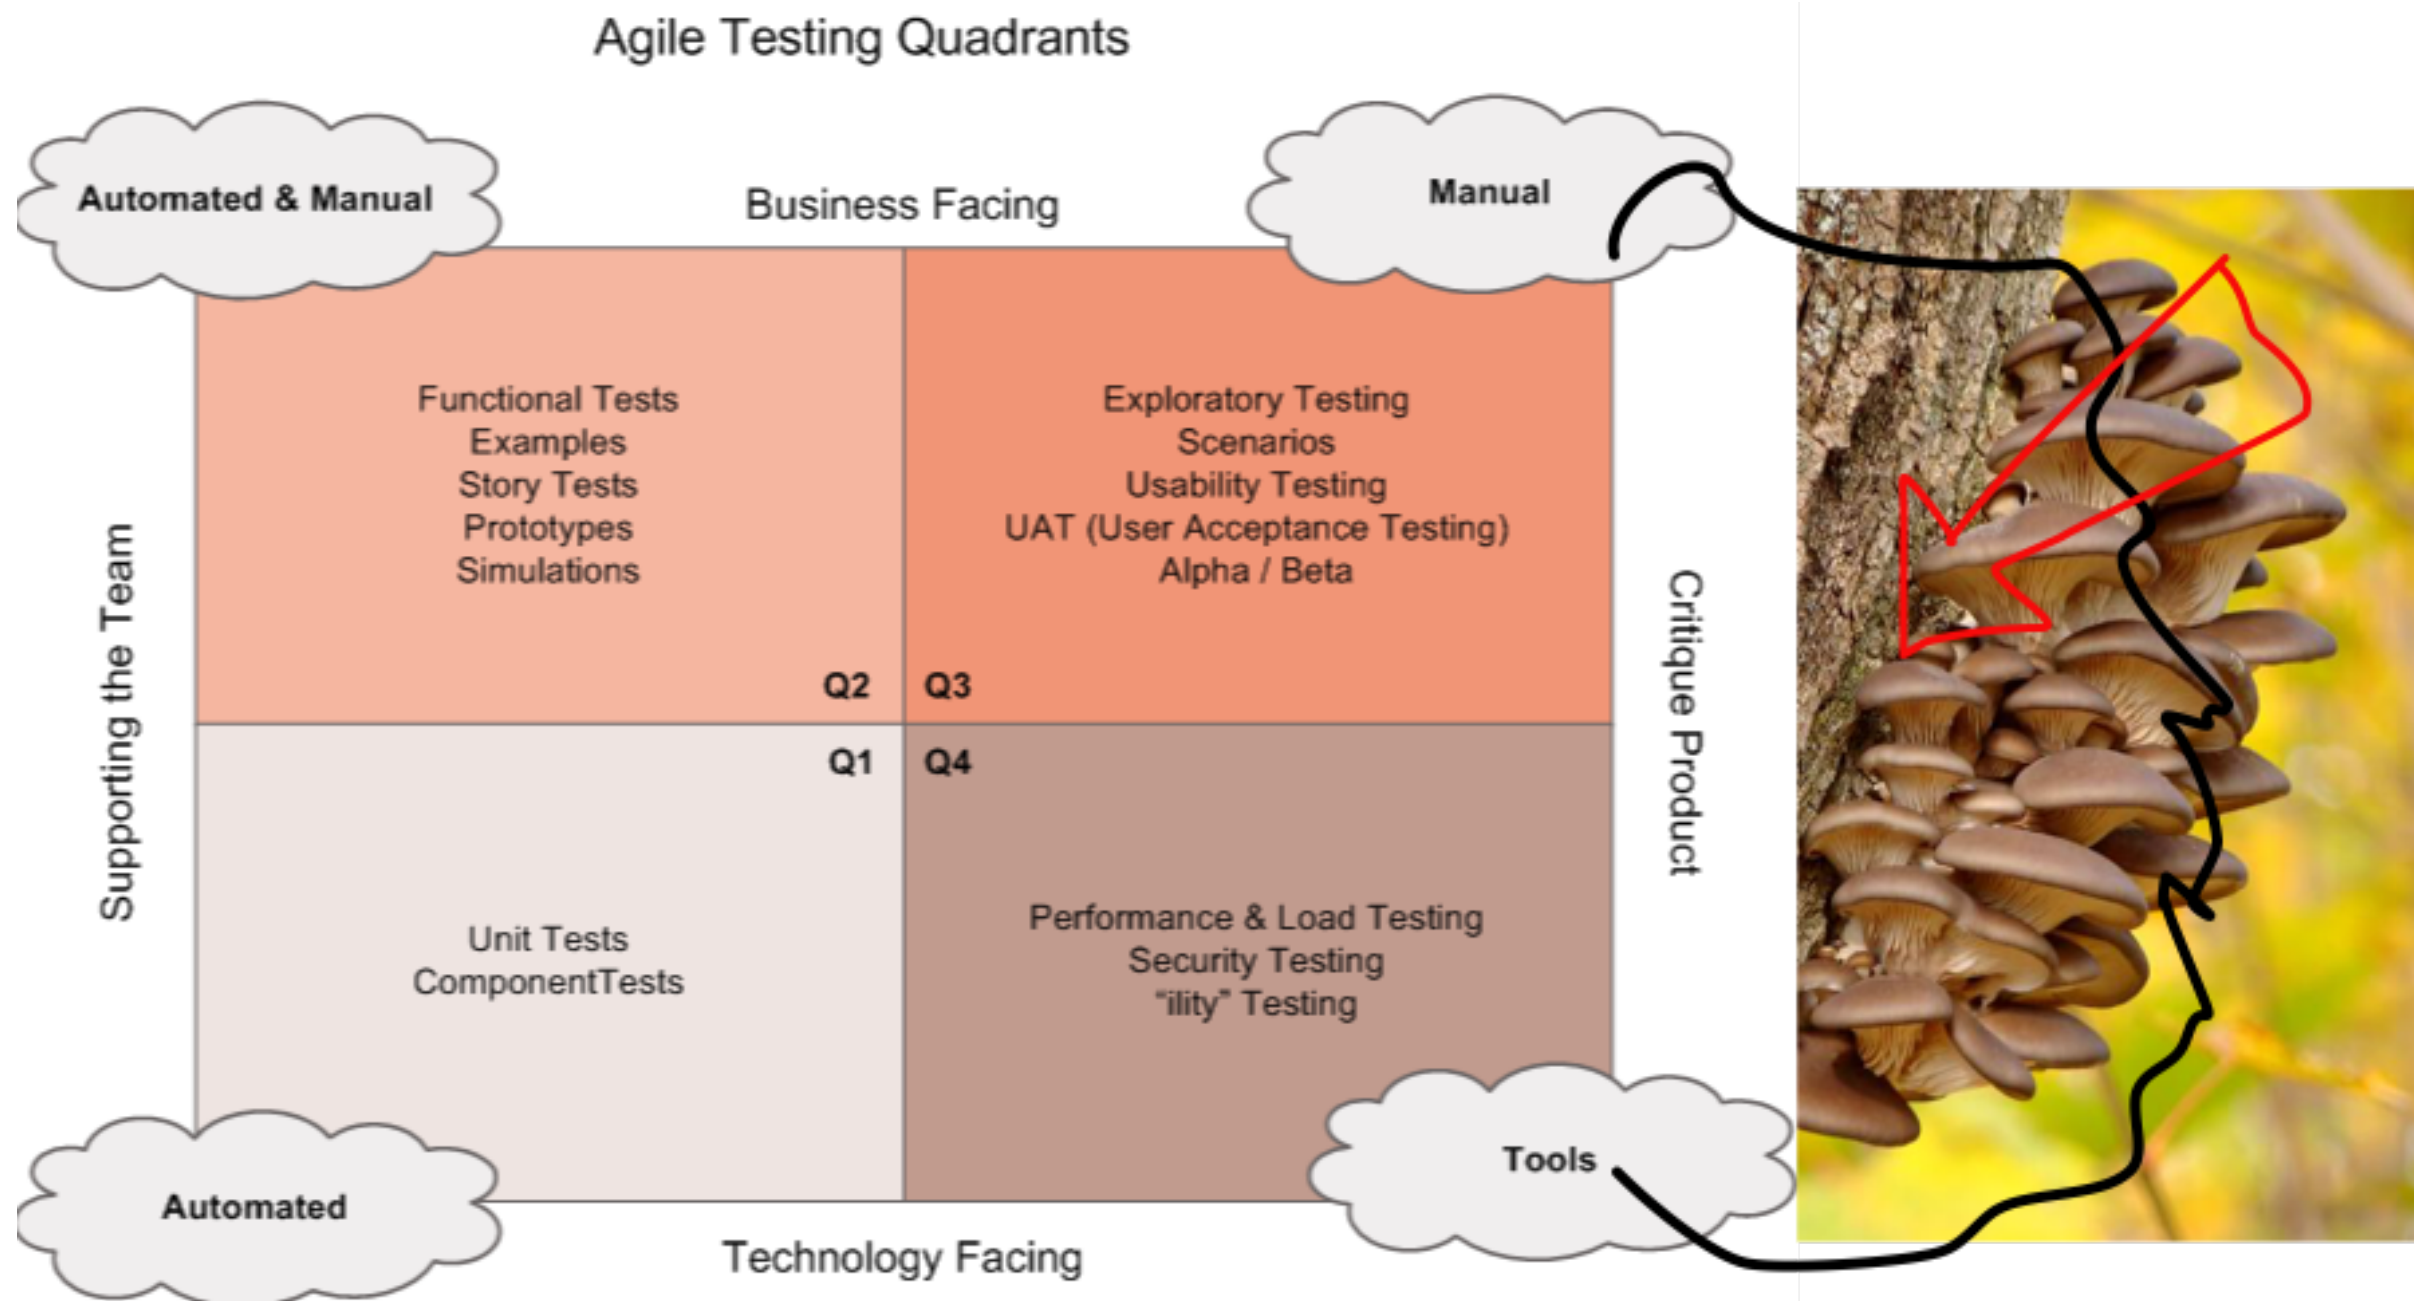 Agile Testing Quadrants
Automated & Manual
Business Facing
Manual
Functional Tests
Examples
Story Tests
Prototypes
Simulations
Q2
Exploratory Testing
Scenarios
Usability Testing
UAT (User Acceptance Testing)
Alpha / Beta
Q3
Supporting the Team
Critique Product
Q1
Unit Tests
ComponentTests
Q4
Performance & Load Testing
Security Testing
“ility” Testing
Automated
Technology Facing
Tools